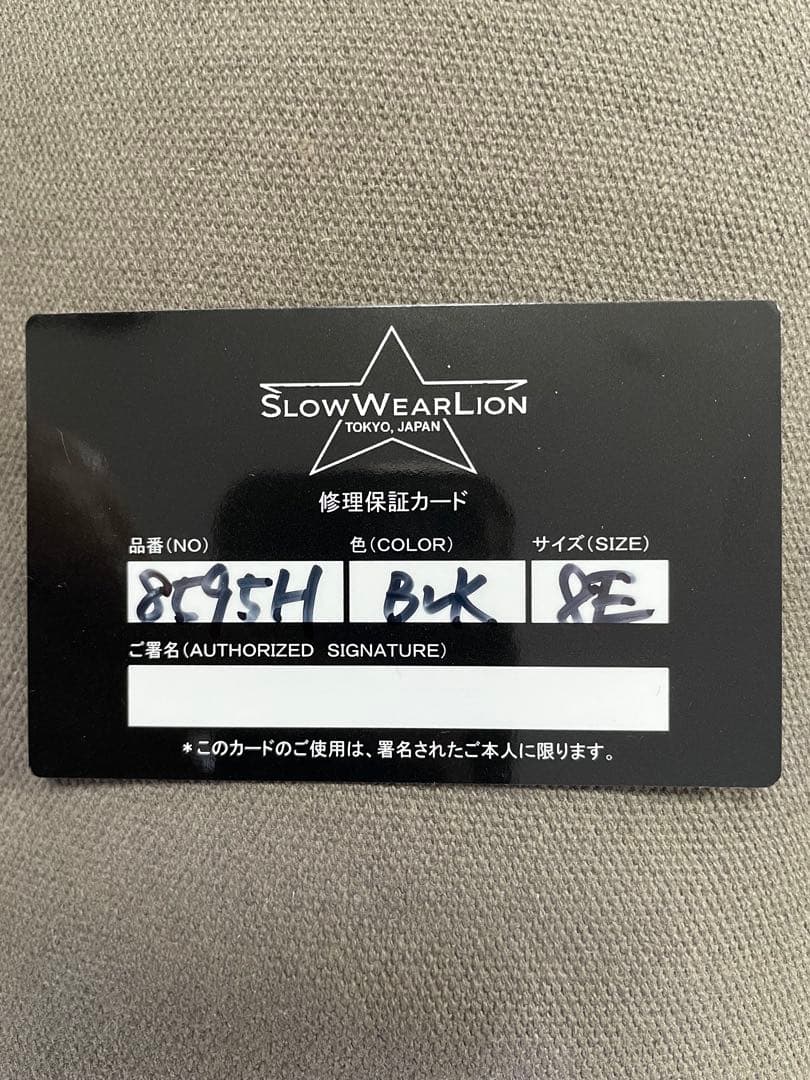 SLOWWEARLION
TOKYO, JAPAN
修理保証カード
品番(NO) 色(COLOR) サイズ(SIZE)
8595H BLK 8E
ご署名(AUTHORIZED SIGNATURE)
*このカードのご使用は、署名されたご本人に限ります。